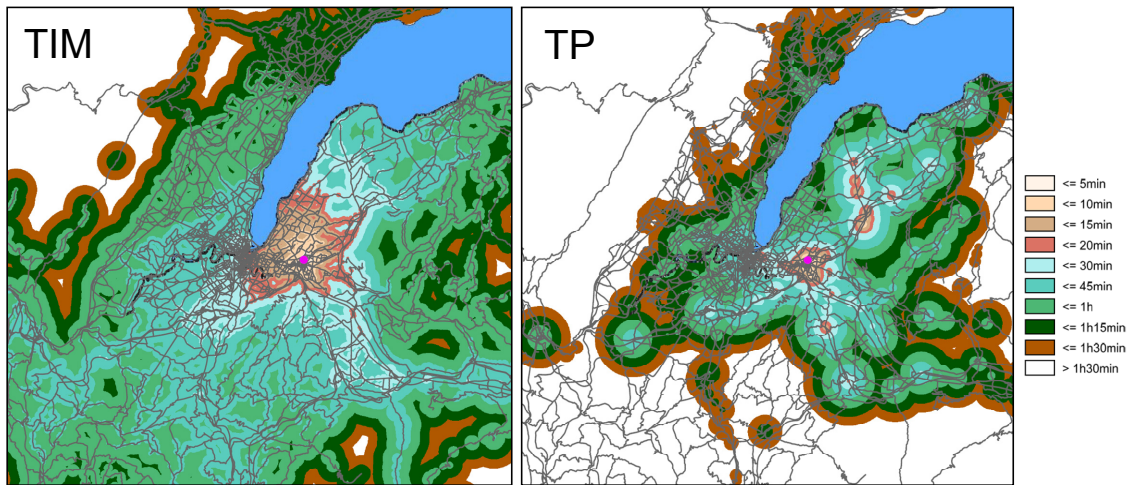 TIM
TP
<= 5min
<= 10min
<= 15min
<= 20min
<= 30min
<= 45min
<= 1h
<= 1h15min
<= 1h30min
> 1h30min